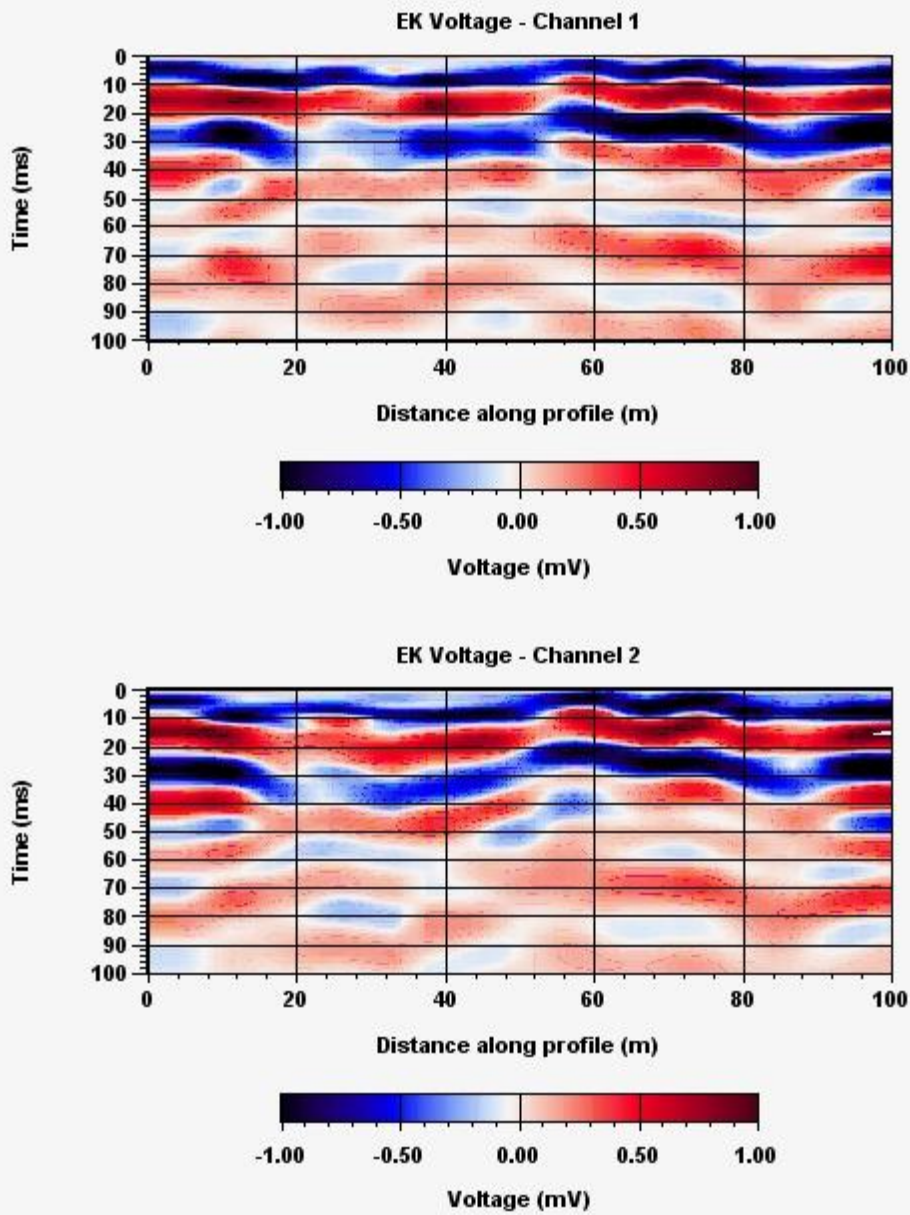 EK Voltage - Channel 1
Time (ms)
0
10
20
30
40
50
60
70
80
90
100
0 20 40 60 80 100
Distance along profile (m)
-1.00 -0.50 0.00 0.50 1.00
Voltage (mV)
EK Voltage - Channel 2
Time (ms)
0
10
20
30
40
50
60
70
80
90
100
0 20 40 60 80 100
Distance along profile (m)
-1.00 -0.50 0.00 0.50 1.00
Voltage (mV)